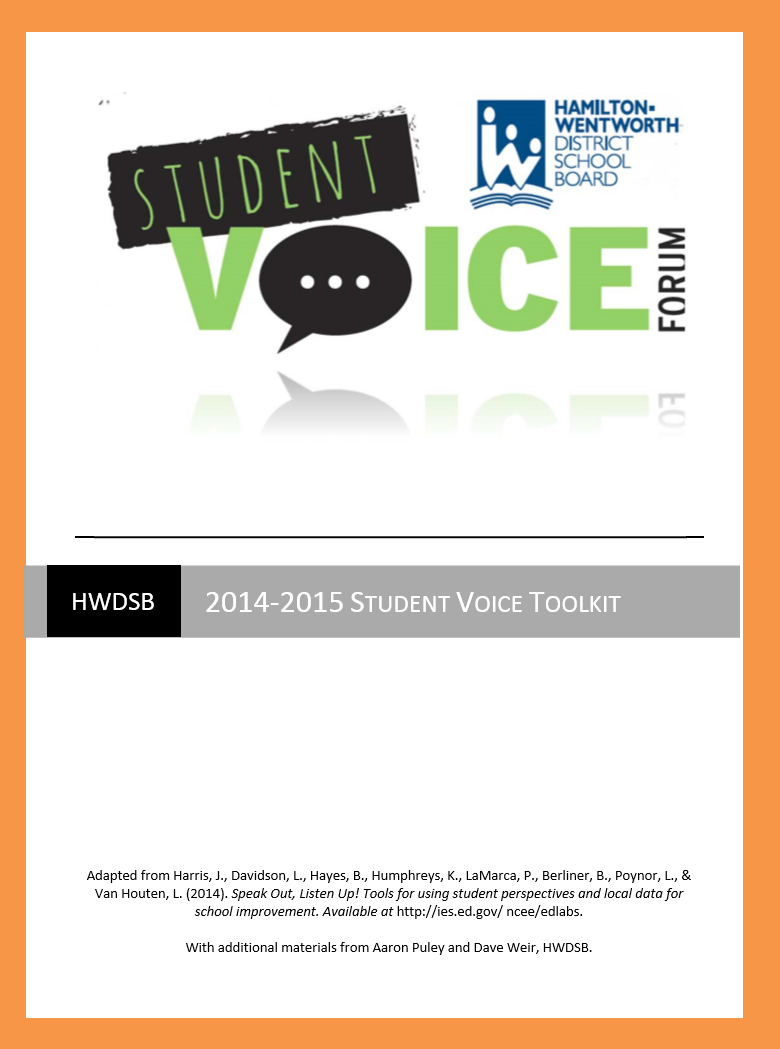 STUDENT
HAMILTON-
WENTWORTH
DISTRICT
SCHOOL
BOARD
VOICE
FORUM
HWDSB
2014-2015 STUDENT VOICE TOOLKIT
Adapted from Harris, J., Davidson, L., Hayes, B., Humphreys, K., LaMarca, P., Berliner, B., Poynor, L., &
Van Houten, L. (2014). Speak Out, Listen Up! Tools for using student perspectives and local data for
school improvement. Available at http://ies.ed.gov/ ncee/edlabs.
With additional materials from Aaron Puley and Dave Weir, HWDSB.